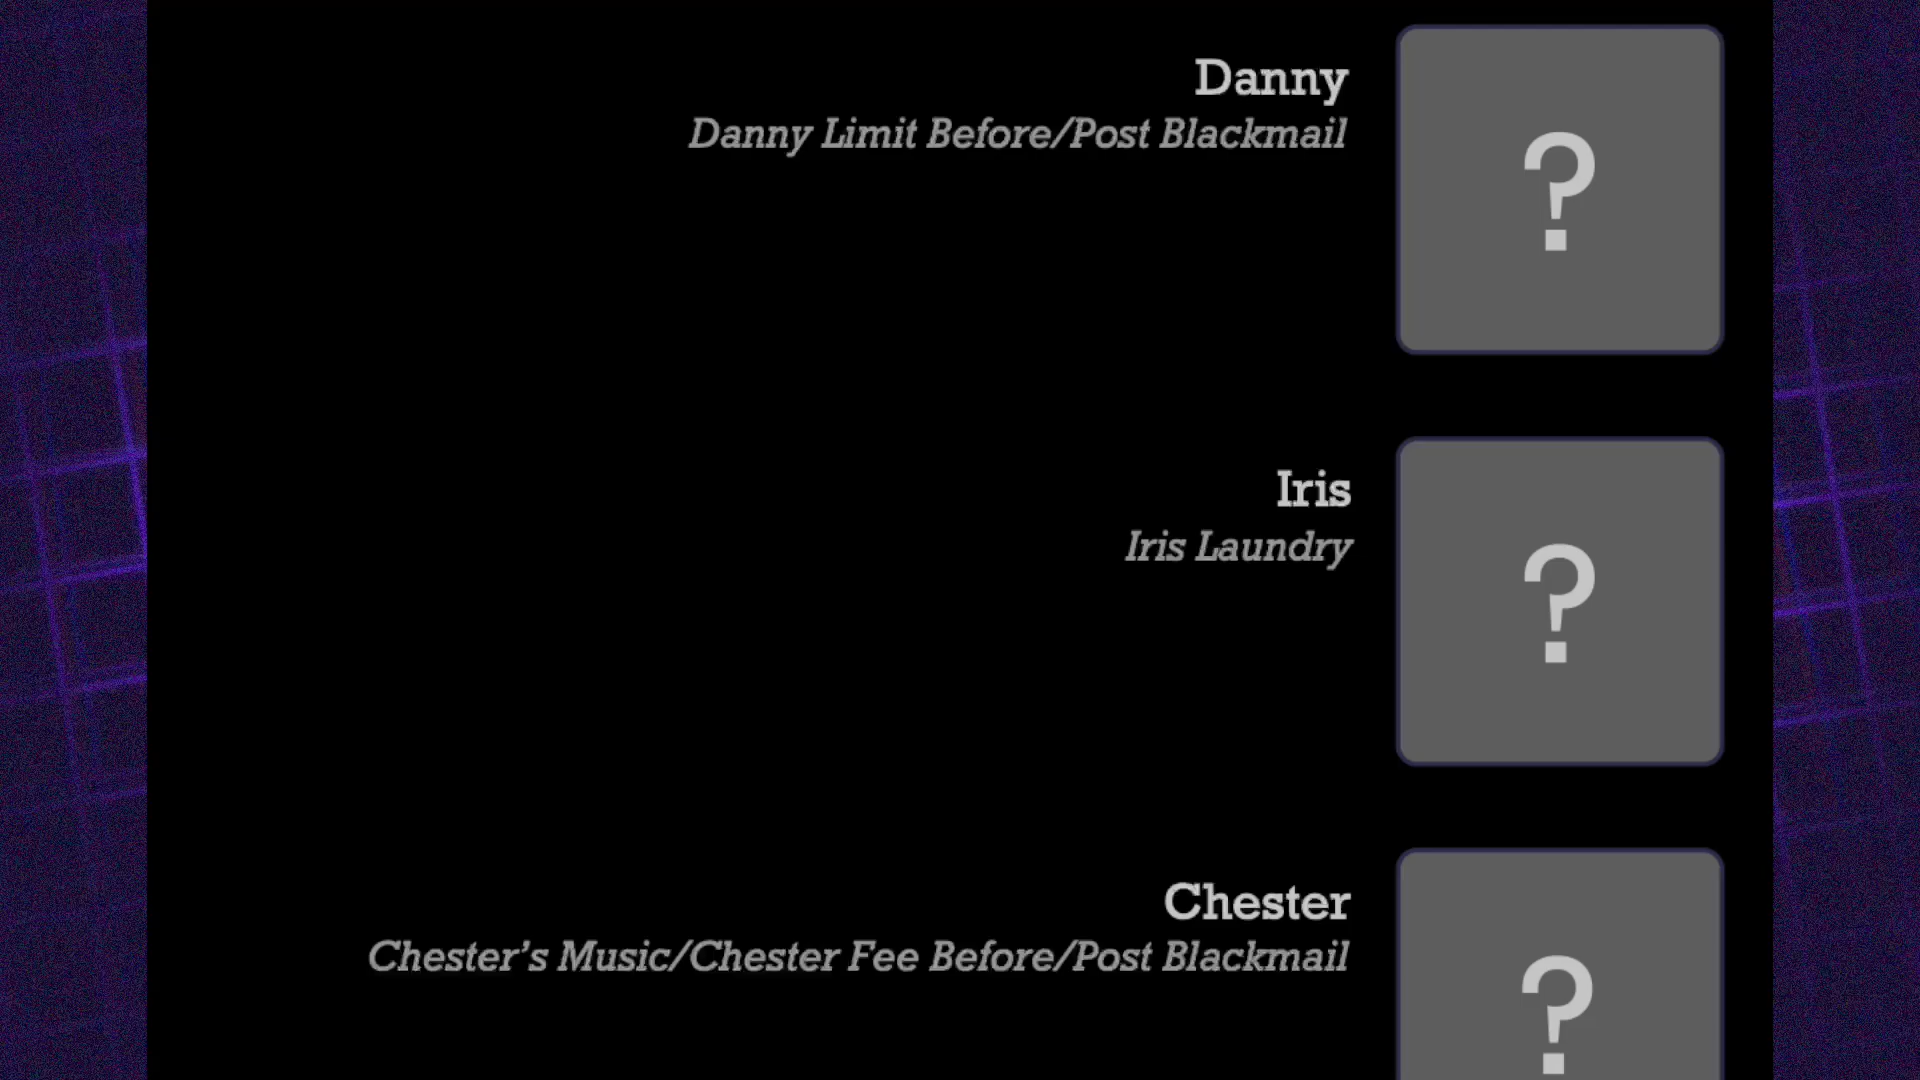 Danny
Danny Limit Before/Post Blackmail
?
Iris
Iris Laundry
?
Chester
Chester’s Music/Chester Fee Before/Post Blackmail
?